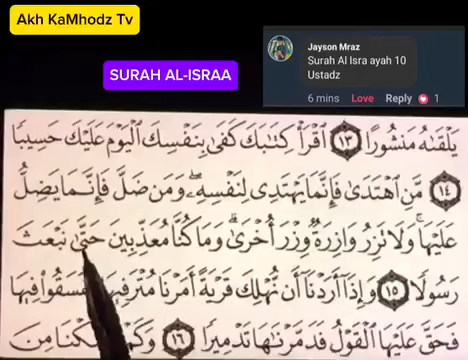 Akh KaMhodz Tv
Jayson Mraz
Surah Al Isra ayah 10
Ustadz
6 mins Love Reply 1
SURAH AL-ISRAA
يَلْقَىٰهُ مَنشُورًا ١٣ ٱقْرَأْ كِتَٰبَكَ كَفَىٰ بِنَفْسِكَ ٱلْيَوْمَ عَلَيْكَ حَسِيبًا
١٤ مَّنِ ٱهْتَدَىٰ فَإِنَّمَا يَهْتَدِى لِنَفْسِهِۦ وَمَن ضَلَّ فَإِنَّمَا يَضِلُّ
عَلَيْهَا وَلَا تَزِرُ وَازِرَةٌ وِزْرَ أُخْرَىٰ وَمَا كُنَّا مُعَذِّبِينَ حَتَّىٰ نَبْعَثَ
رَسُولًا ١٥ وَإِذَآ أَرَدْنَآ أَن نُّهْلِكَ قَرْيَةً أَمَرْنَا مُتْرَفِيهَا فَفَسَقُوا۟ فِيهَا
فَحَقَّ عَلَيْهَا ٱلْقَوْلُ فَدَمَّرْنَٰهَا تَدْمِيرًا ١٦ وَكَمْ أَهْلَكْنَا مِنَ